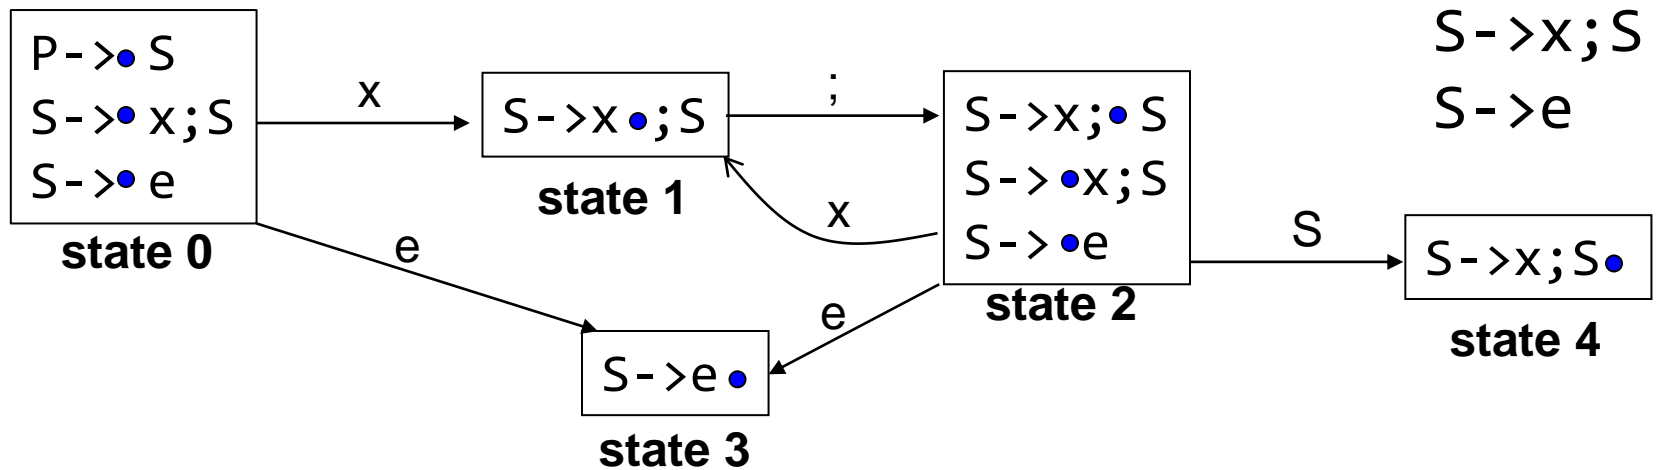 P->• S
S->• x;S
S->• e
state 0
x
e
S->x•;S
state 1
;
x
S->x;• S
S-> •x;S
S-> •e
state 2
e
S->e•
state 3
S
S->x;S•
state 4
S->x;S
S->e